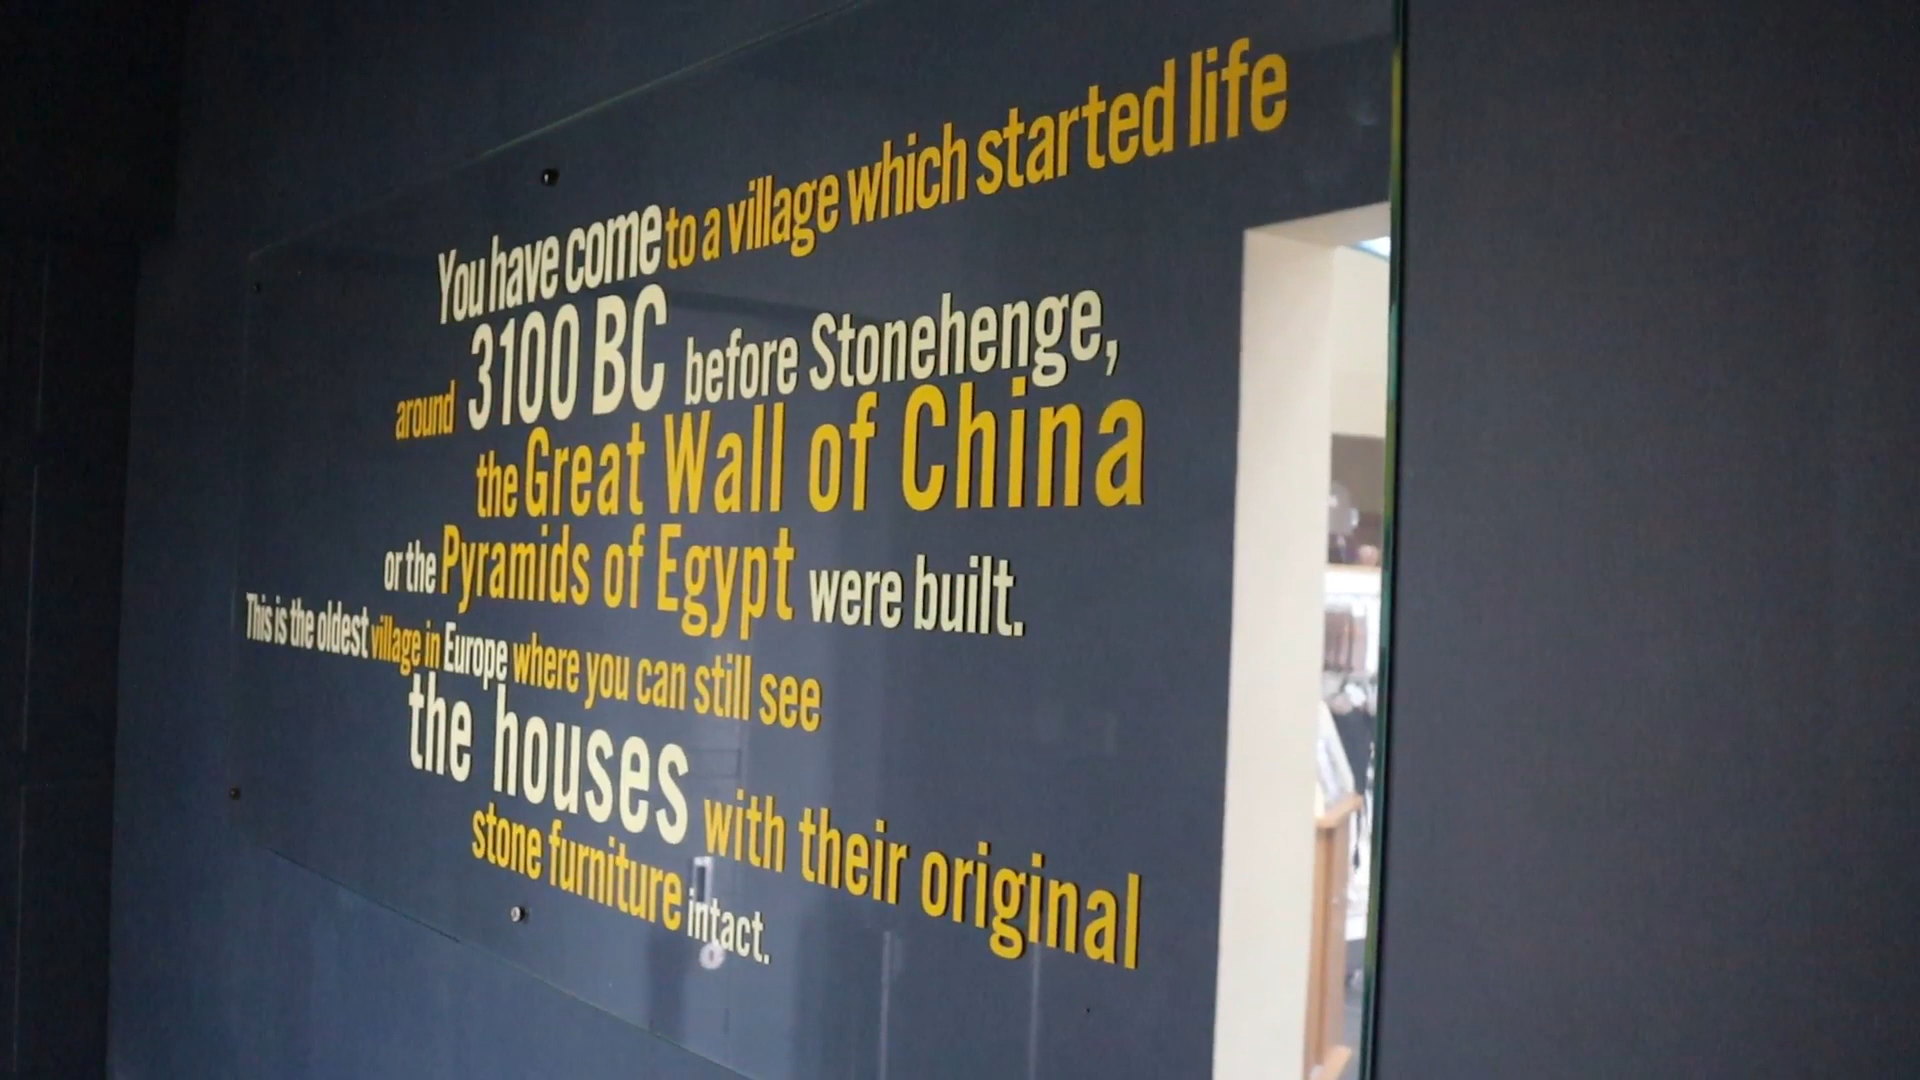 You have come to a village which started life
around 3100 BC before Stonehenge,
the Great Wall of China
or the Pyramids of Egypt were built.
This is the oldest village in Europe where you can still see
the houses with their original
stone furniture intact.